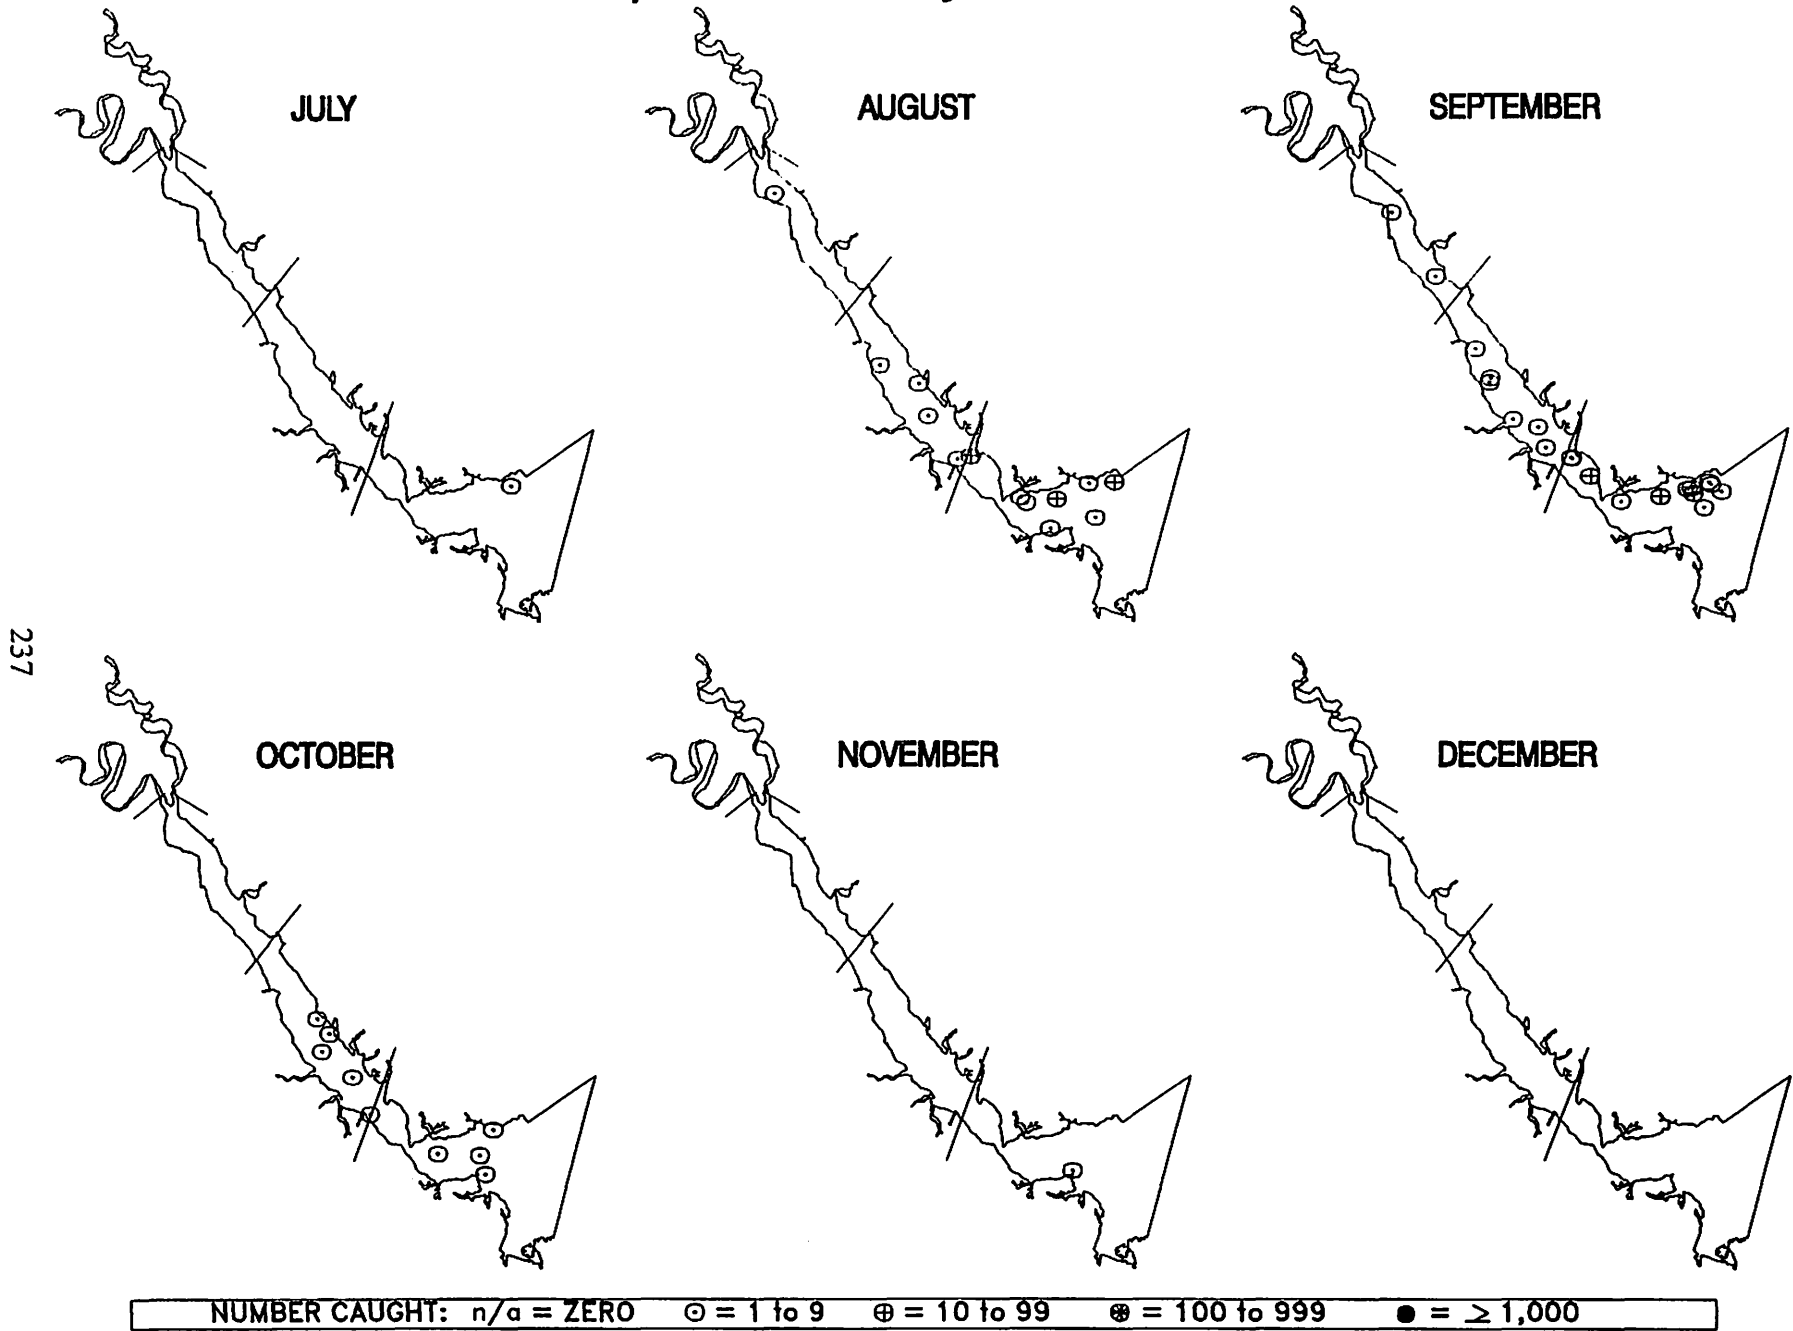 JULY
AUGUST
SEPTEMBER
237
OCTOBER
NOVEMBER
DECEMBER
NUMBER CAUGHT: n/a = ZERO ⊙ = 1 to 9 ⊕ = 10 to 99 ⊛ = 100 to 999 ● = ≥ 1,000